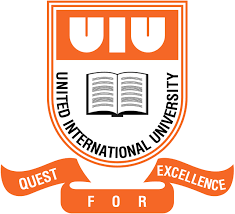 UIU
UNITED INTERNATIONAL UNIVERSITY
QUEST
FOR
EXCELLENCE